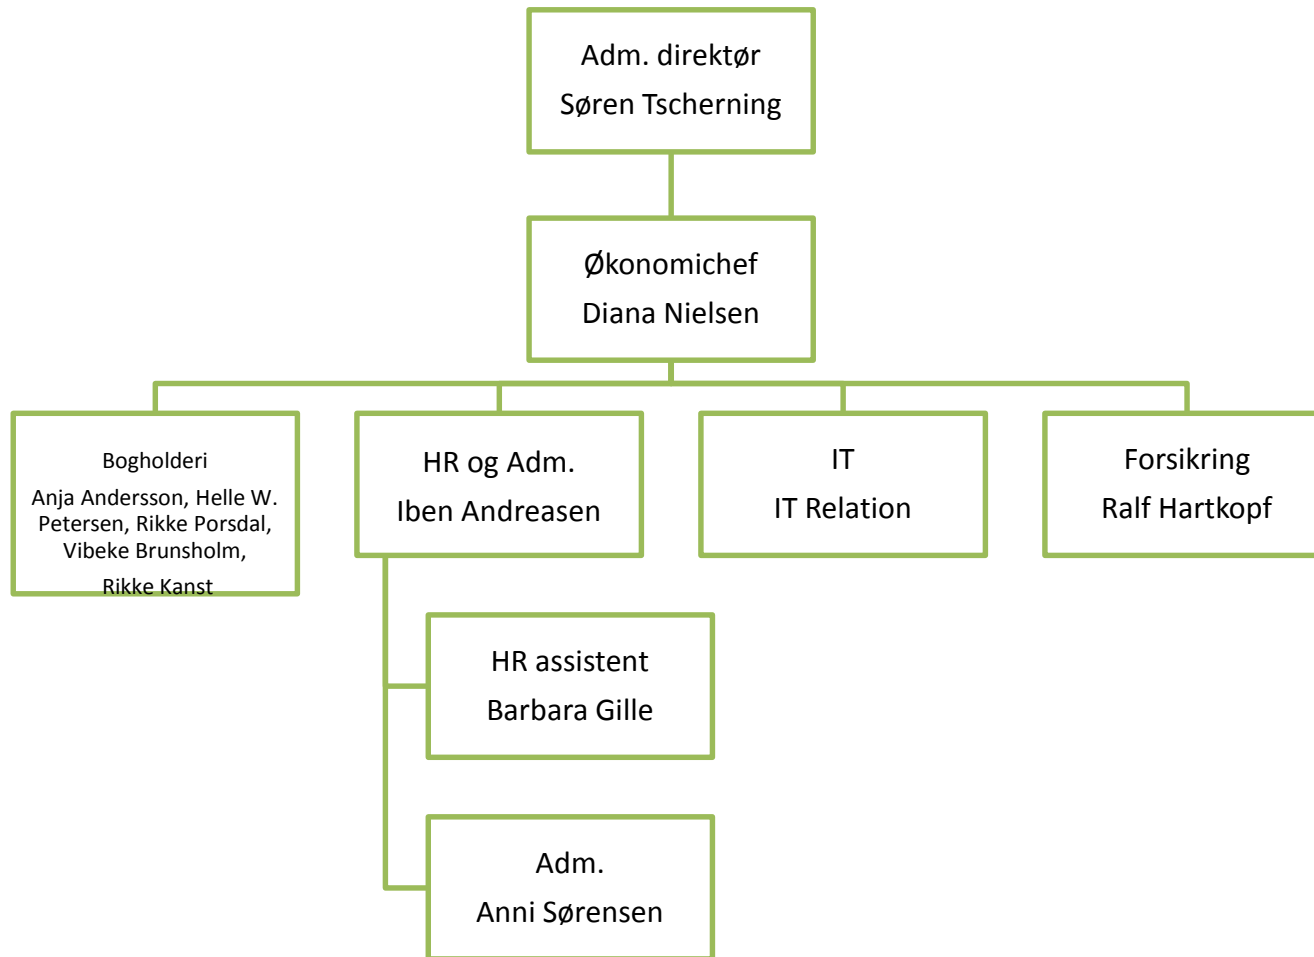 Adm. direktør
Søren Tscherning
Økonomichef
Diana Nielsen
Bogholderi
Anja Andersson, Helle W.
Petersen, Rikke Porsdal,
Vibeke Brunsholm,
Rikke Kanst
HR og Adm.
Iben Andreasen
IT
IT Relation
Forsikring
Ralf Hartkopf
HR assistent
Barbara Gille
Adm.
Anni Sørensen